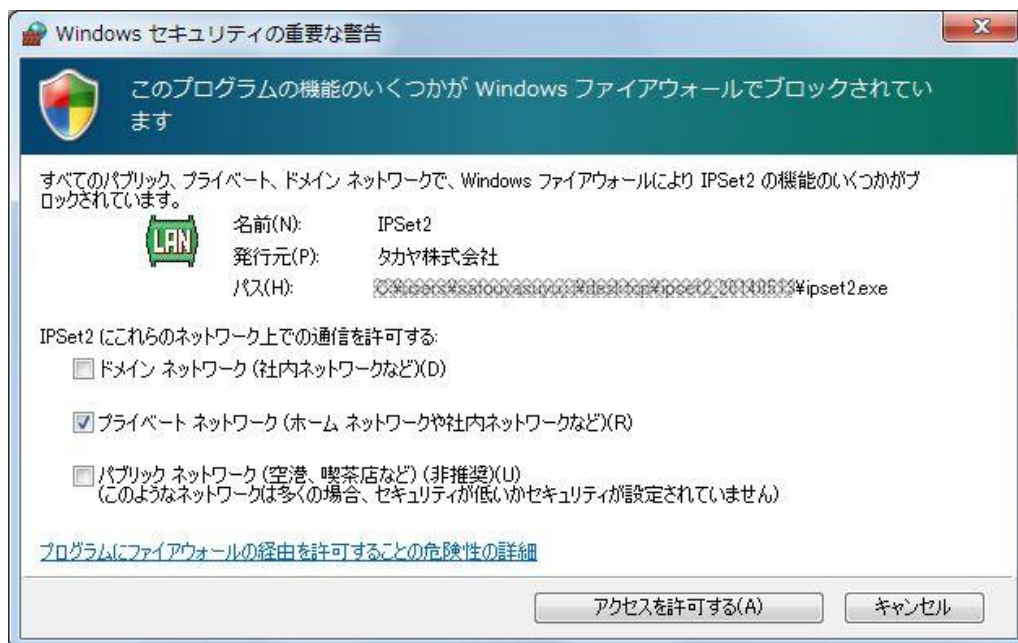 Windows セキュリティの重要な警告
このプログラムの機能のいくつかが Windows ファイアウォールでブロックされてい
ます
すべてのパブリック、プライベート、ドメイン ネットワークで、Windows ファイアウォールにより IPSet2 の機能のいくつかがブ
ロックされています。
LAN
名前(N): IPSet2
発行元(P): タカヤ株式会社
パス(H): ¥ipset2.exe
IPSet2 にこれらのネットワーク上での通信を許可する:
ドメイン ネットワーク (社内ネットワークなど)(D)
プライベート ネットワーク (ホーム ネットワークや社内ネットワークなど)(R)
パブリック ネットワーク (空港、喫茶店など) (非推奨)(U)
(このようなネットワークは多くの場合、セキュリティが低いかセキュリティが設定されていません)
プログラムにファイアウォールの経由を許可することの危険性の詳細
アクセスを許可する(A) キャンセル